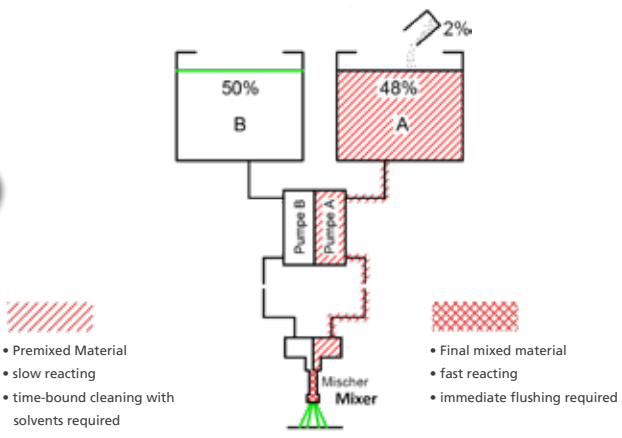 2%
50%
48%
B
A
Pumpe B
Pumpe A
• Premixed Material
• slow reacting
• time-bound cleaning with
solvents required
Mischer
Mixer
• Final mixed material
• fast reacting
• immediate flushing required